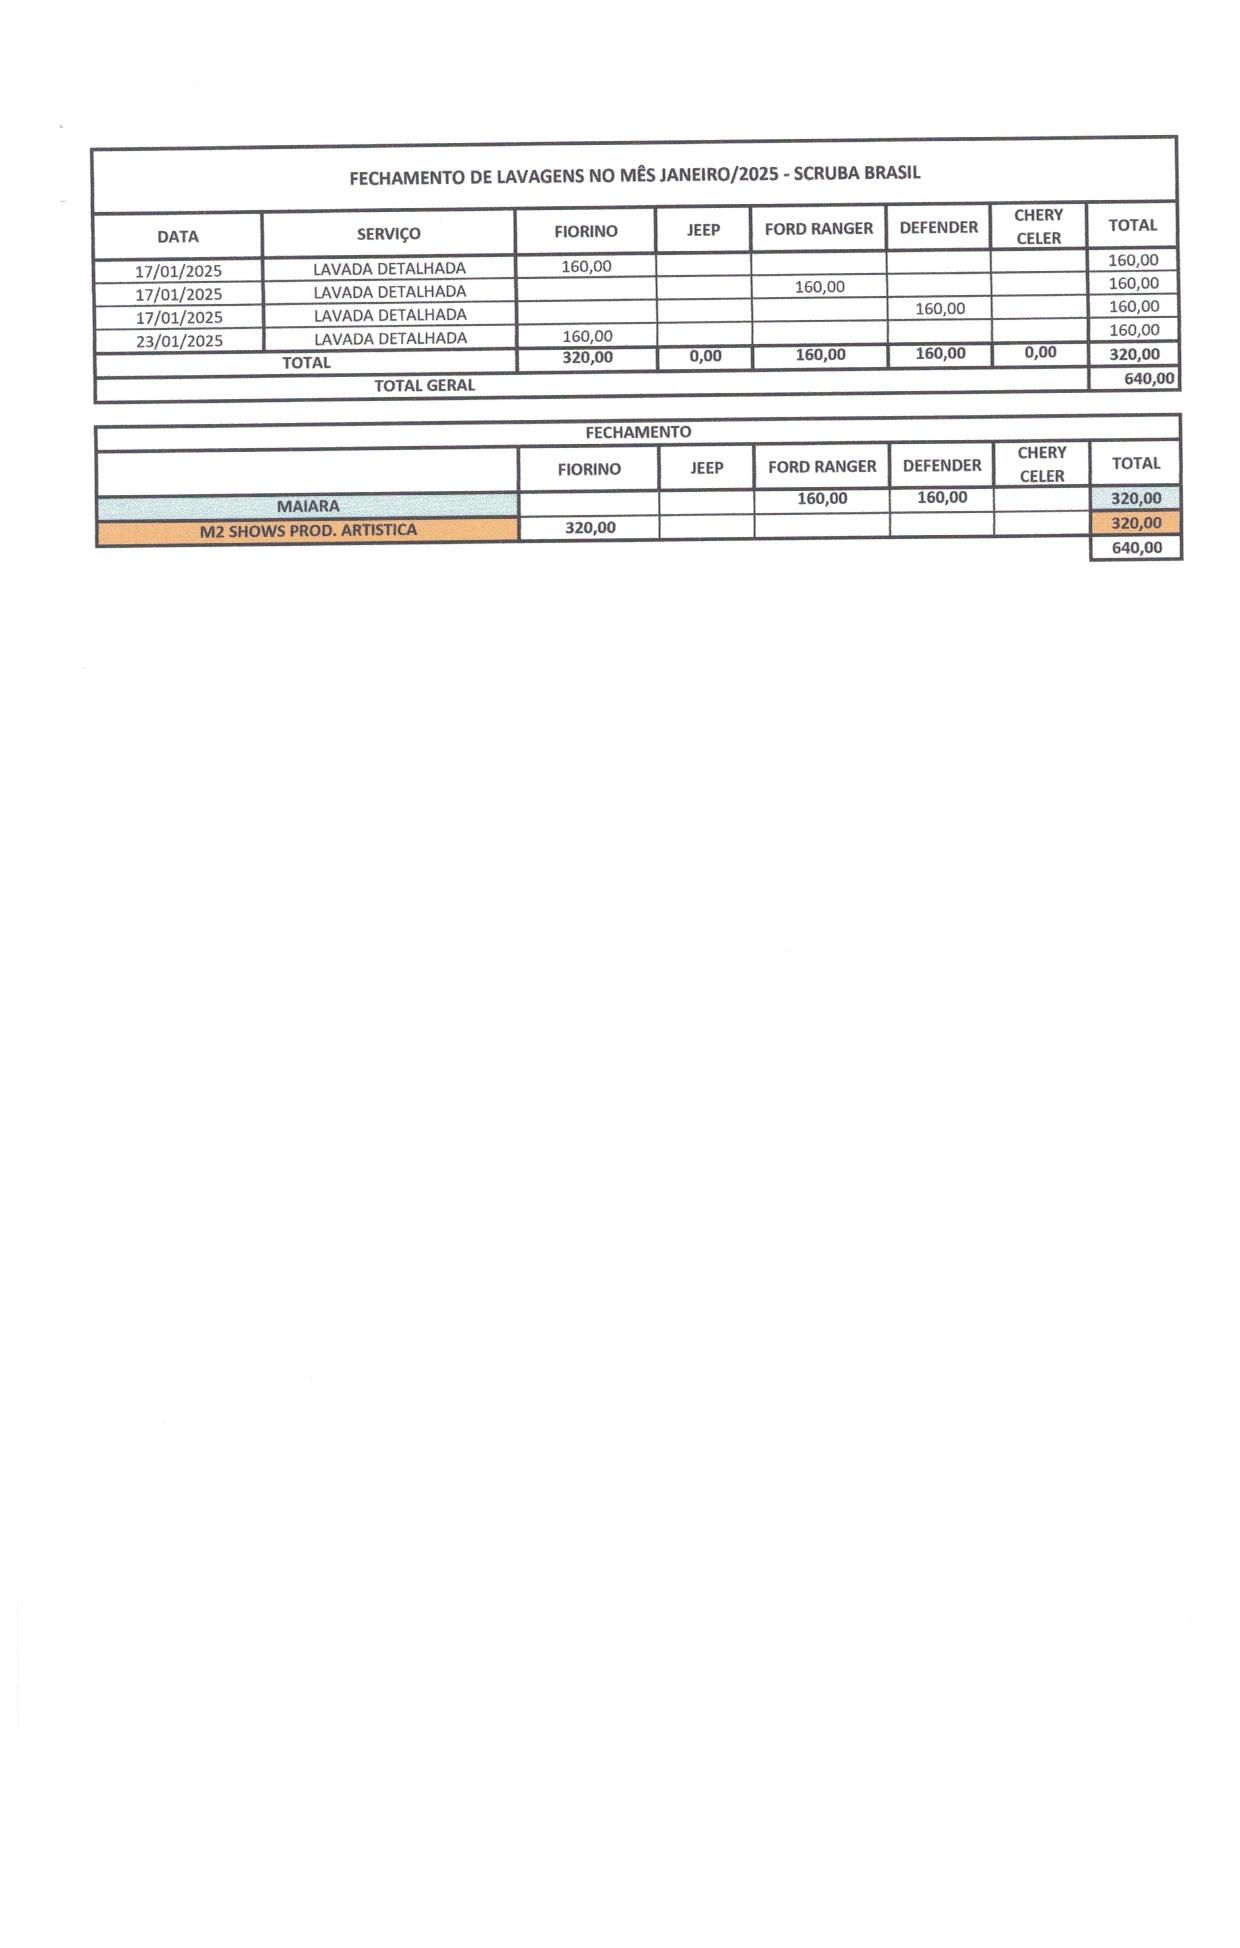 FECHAMENTO DE LAVAGENS NO MÊS JANEIRO/2025 - SCRUBA BRASIL
DATA SERVIÇO FIORINO JEEP FORD RANGER DEFENDER CHERY CELER TOTAL
17/01/2025 LAVADA DETALHADA 160,00 160,00
17/01/2025 LAVADA DETALHADA 160,00 160,00
17/01/2025 LAVADA DETALHADA 160,00 160,00
23/01/2025 LAVADA DETALHADA 160,00 160,00
TOTAL 320,00 0,00 160,00 160,00 0,00 320,00
TOTAL GERAL 640,00
FECHAMENTO
FIORINO JEEP FORD RANGER DEFENDER CHERY CELER TOTAL
MAIARA 160,00 160,00 320,00
M2 SHOWS PROD. ARTISTICA 320,00 320,00
640,00